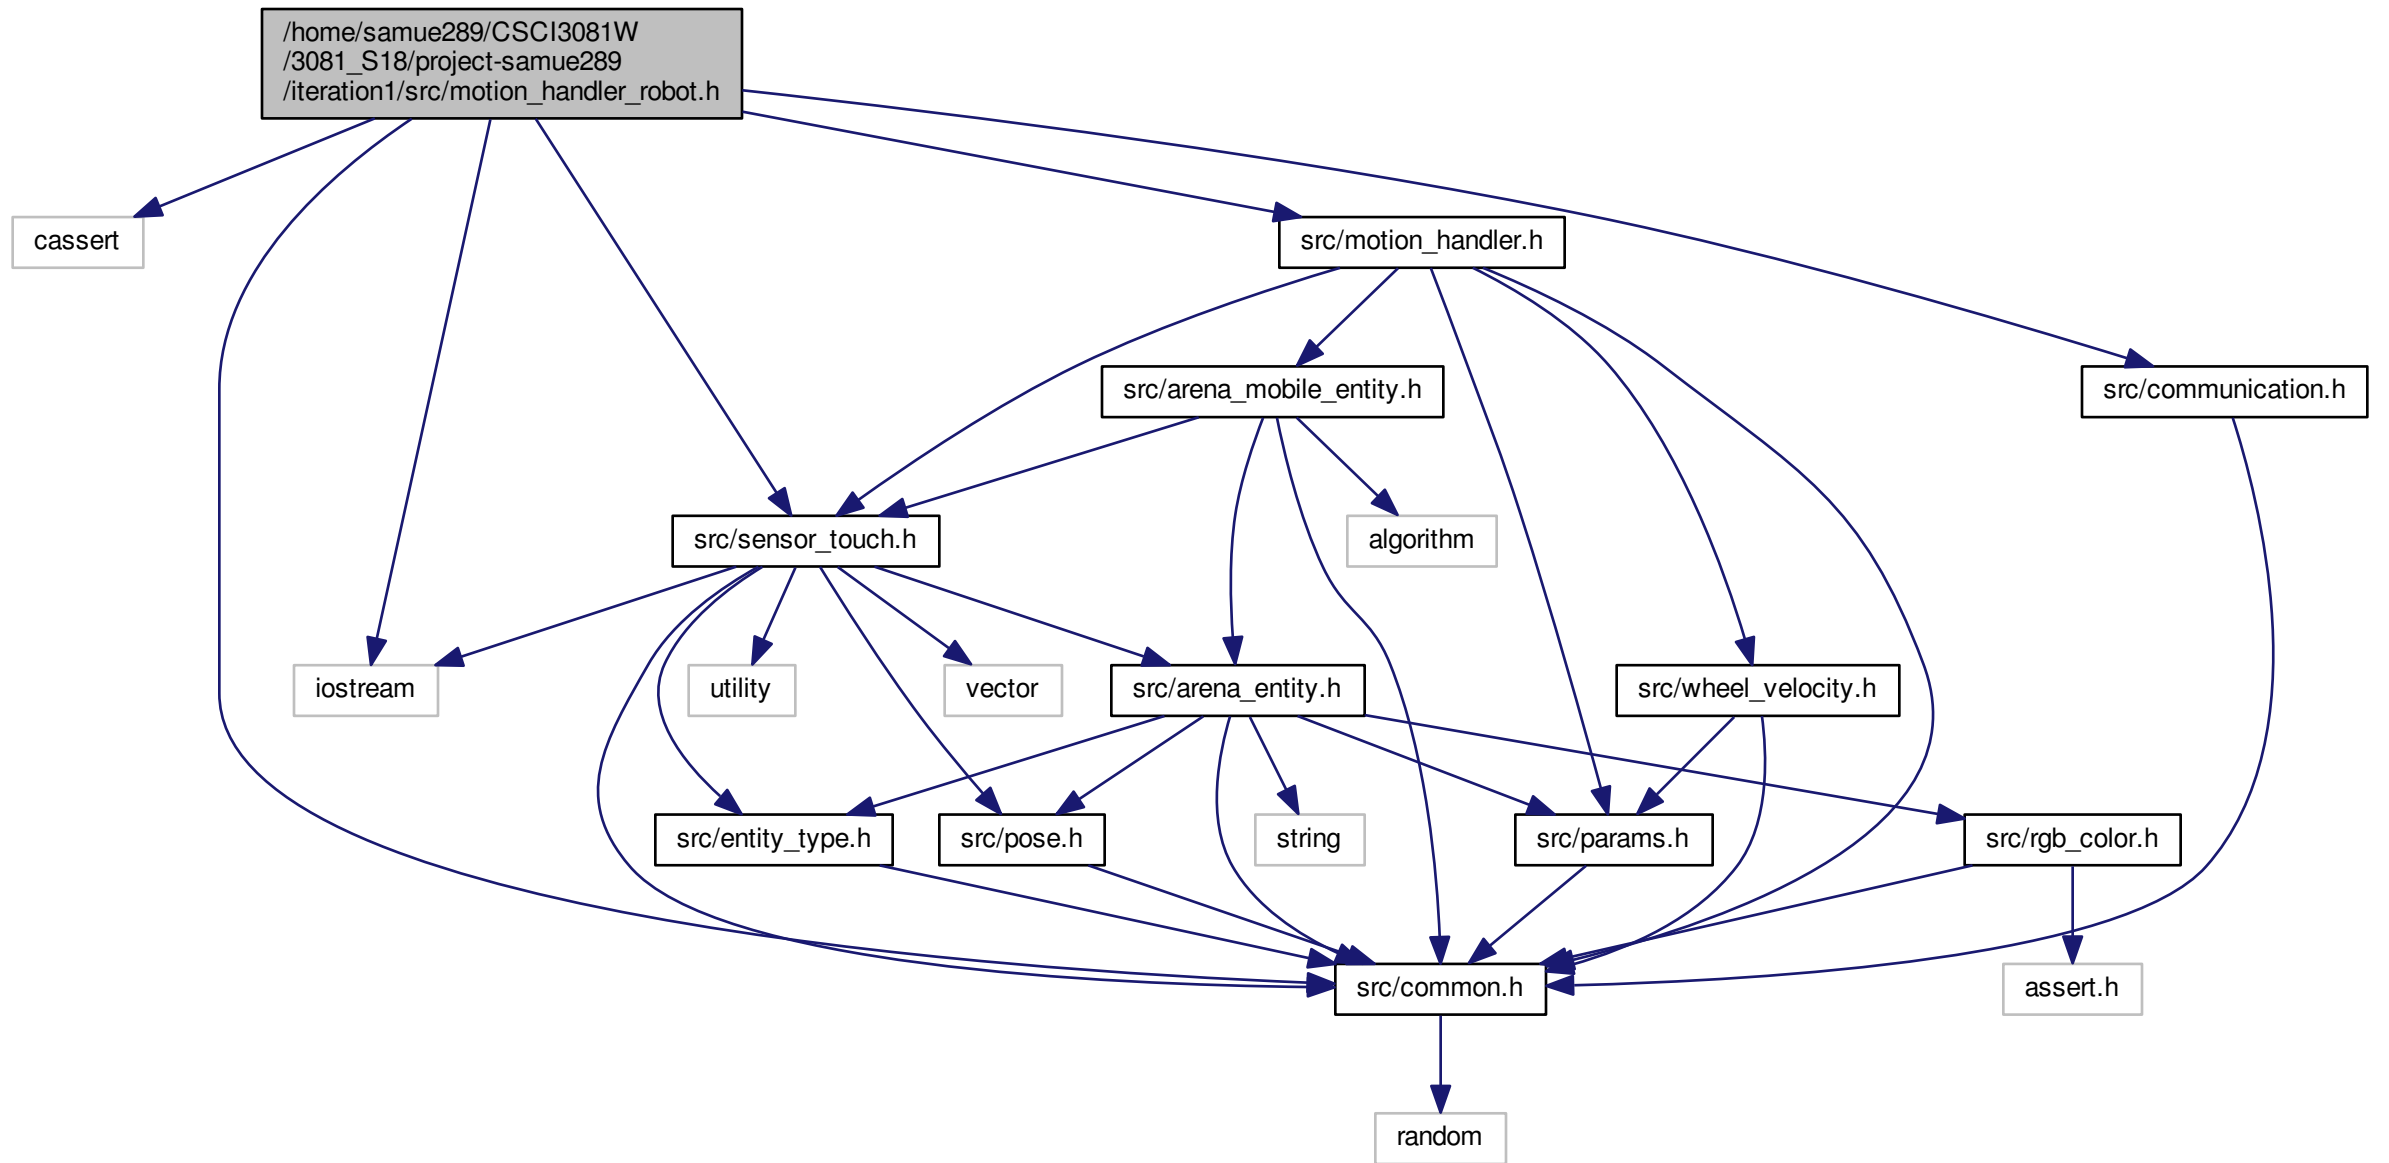 /home/samue289/CSCI3081W
/3081_S18/project-samue289
/iteration1/src/motion_handler_robot.h
cassert
src/motion_handler.h
src/arena_mobile_entity.h
src/communication.h
src/sensor_touch.h
algorithm
iostream
utility
vector
src/arena_entity.h
src/wheel_velocity.h
src/entity_type.h
src/pose.h
string
src/params.h
src/rgb_color.h
src/common.h
assert.h
random